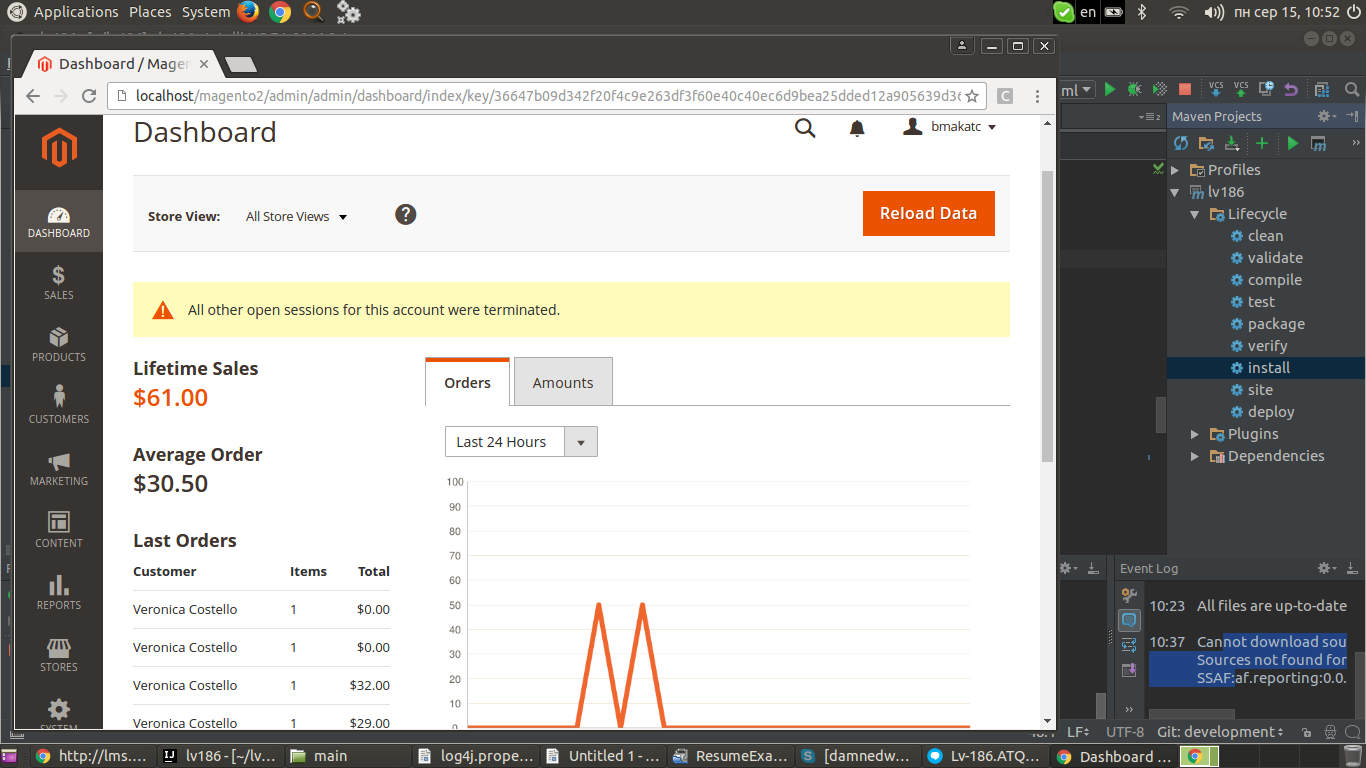 Applications Places System en пн сер 15, 10:52
Dashboard / Mage
localhost/magento2/admin/admin/dashboard/index/key/36647b09d342f20f4c9e263df3f60e40c40ec6d9bea25dded12a905639d3
Dashboard
bmakatc
Store View: All Store Views ? Reload Data
All other open sessions for this account were terminated.
DASHBOARD
SALES
PRODUCTS
CUSTOMERS
MARKETING
CONTENT
REPORTS
STORES
SYSTEM
Lifetime Sales
$61.00
Average Order
$30.50
Last Orders
Customer Items Total
Veronica Costello 1 $0.00
Veronica Costello 1 $0.00
Veronica Costello 1 $32.00
Veronica Costello 1 $29.00
Orders Amounts
Last 24 Hours
100
90
80
70
60
50
40
30
20
10
0
ml
VCS VCS
Maven Projects
Profiles
lv186
Lifecycle
clean
validate
compile
test
package
verify
install
site
deploy
Plugins
Dependencies
Event Log
10:23 All files are up-to-date
10:37 Cannot download sou
Sources not found for
SSAF:af.reporting:0.0.
LF UTF-8 Git: development
http://lms.... lv186 - [~/lv... main log4j.prope... Untitled 1 - ... ResumeExa... [damnedw... Lv-186.ATQ... Dashboard ...